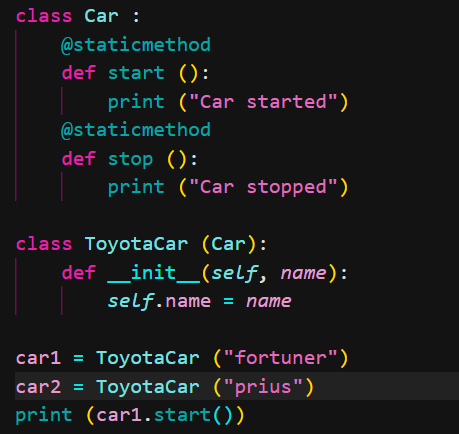 class Car :
    @staticmethod
    def start ():
        print ("Car started")
    @staticmethod
    def stop ():
        print ("Car stopped")

class ToyotaCar (Car):
    def __init__(self, name):
        self.name = name

car1 = ToyotaCar ("fortuner")
car2 = ToyotaCar ("prius")
print (car1.start())